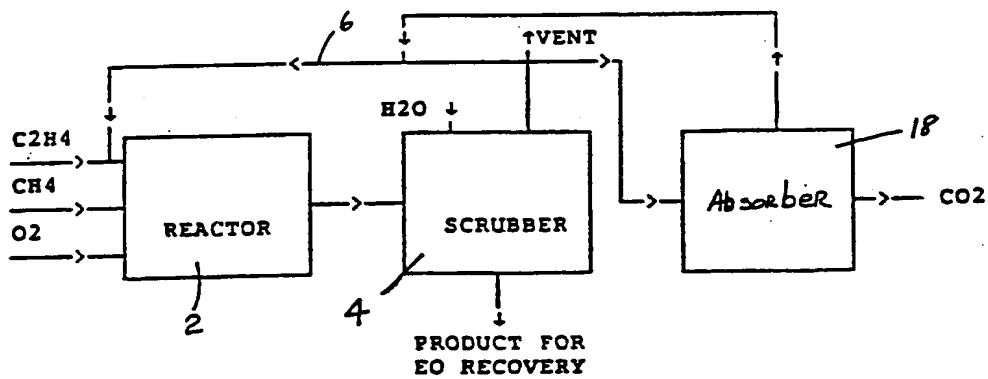 6
VENT
H2O
C2H4
CH4
O2
REACTOR
2
SCRUBBER
4
Absorber
18
CO2
PRODUCT FOR
EO RECOVERY